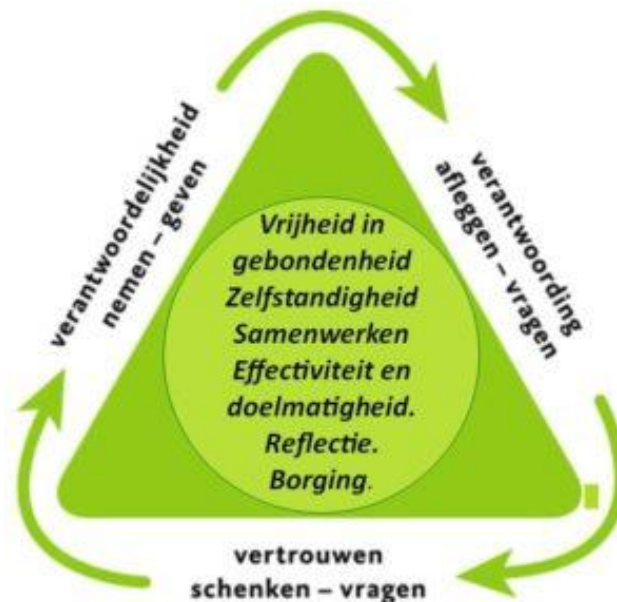 verantwoordelijkheid
nemen – geven
verantwoording
afleggen – vragen
Vrijheid in
gebondenheid
Zelfstandigheid
Samenwerken
Effectiviteit en
doelmatigheid.
Reflectie.
Borging.
vertrouwen
schenken – vragen